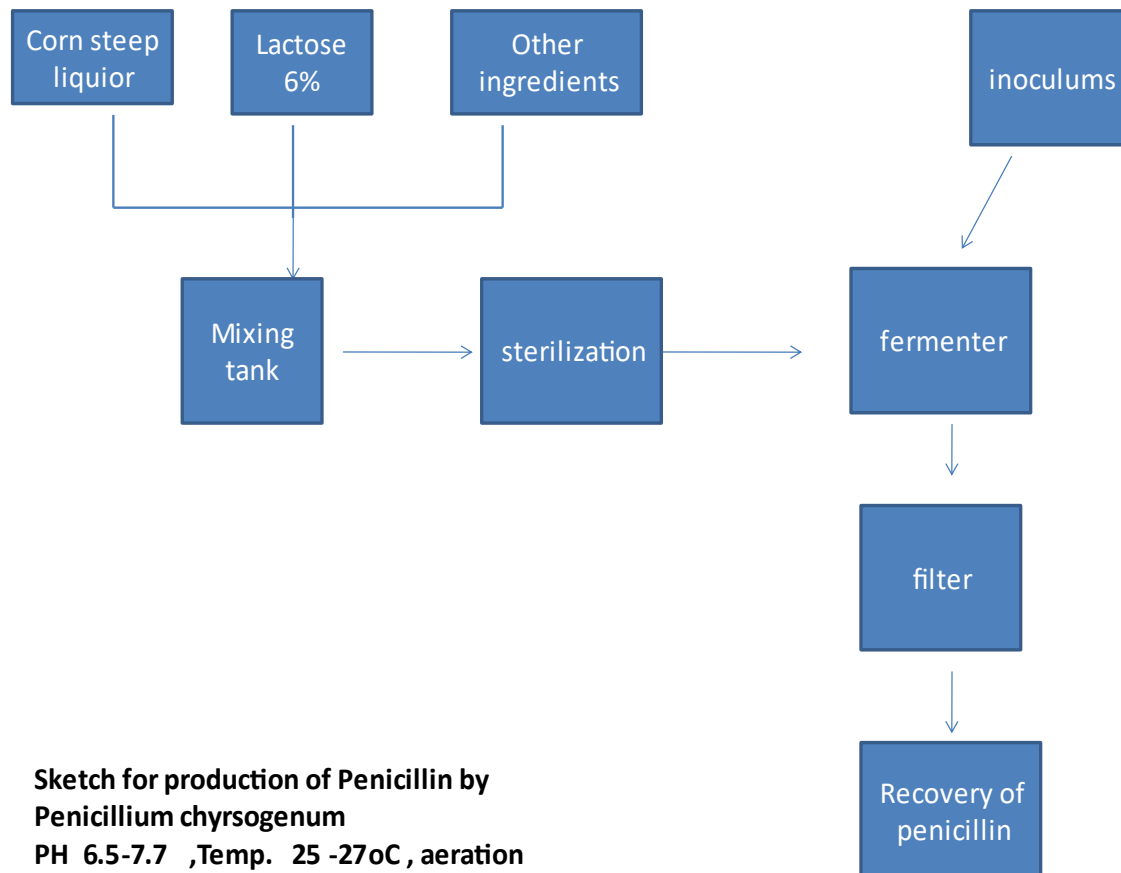 Corn steep
liquior
Lactose
6%
Other
ingredients
inoculums
Mixing
tank
sterilization
fermenter
filter
Recovery of
penicillin
Sketch for production of Penicillin by
Penicillium chyrsogenum
PH 6.5-7.7 ,Temp. 25 -27oC , aeration